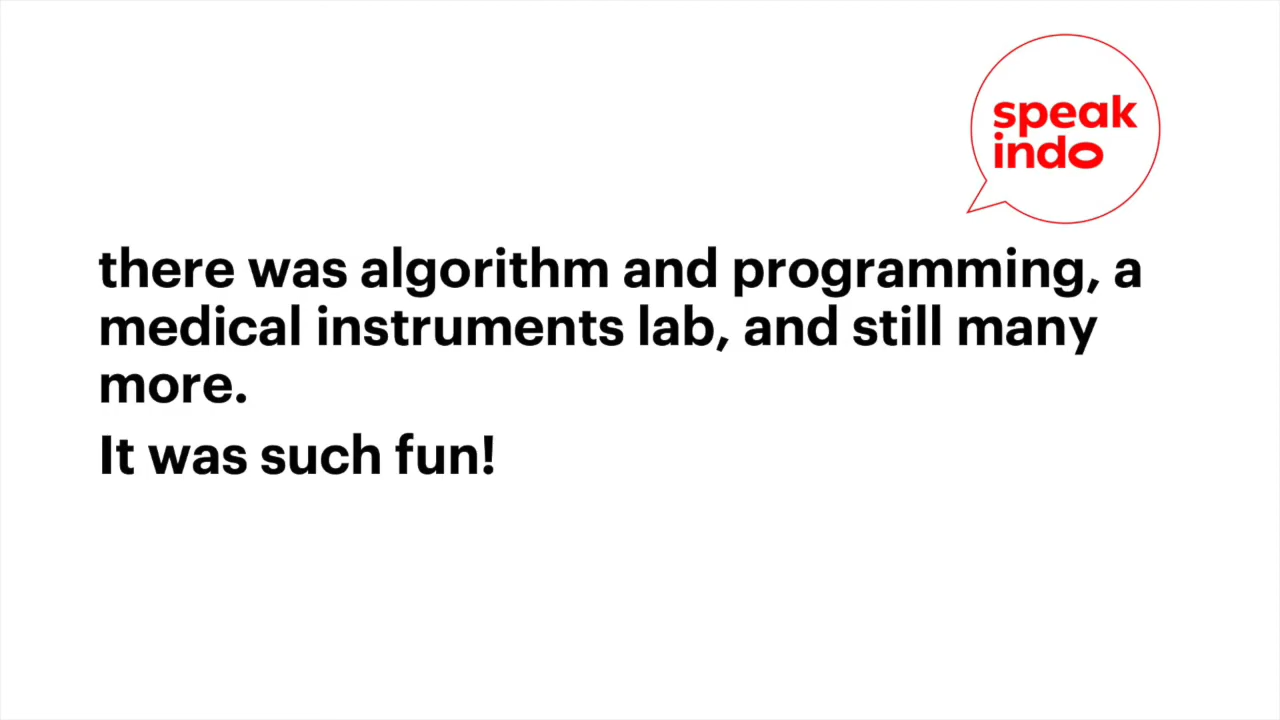 speak
indo
there was algorithm and programming, a
medical instruments lab, and still many
more.
It was such fun!